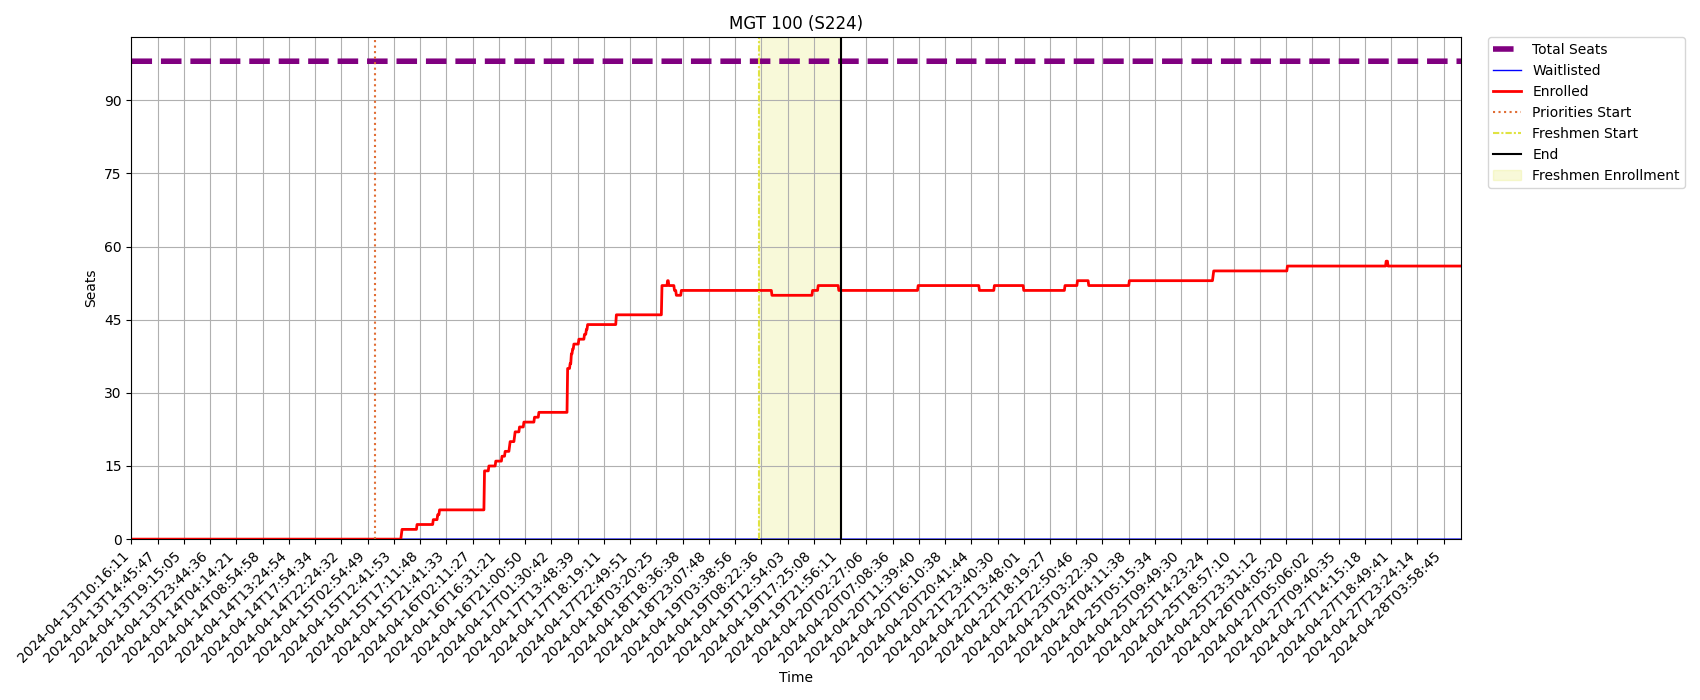 MGT 100 (S224)
Total Seats
Waitlisted
Enrolled
Priorities Start
Freshmen Start
End
Freshmen Enrollment
Seats
90
75
60
45
30
15
0
2024-04-13T10:16:11
2024-04-13T14:45:47
2024-04-13T19:15:05
2024-04-13T23:44:36
2024-04-14T04:14:21
2024-04-14T08:54:58
2024-04-14T13:24:54
2024-04-14T17:54:34
2024-04-14T22:24:32
2024-04-15T02:54:49
2024-04-15T12:41:53
2024-04-15T17:11:48
2024-04-15T21:41:33
2024-04-16T02:11:27
2024-04-16T16:31:21
2024-04-16T21:00:50
2024-04-17T01:30:42
2024-04-17T13:48:39
2024-04-17T18:19:11
2024-04-17T22:49:51
2024-04-18T03:20:25
2024-04-18T18:36:38
2024-04-18T23:07:48
2024-04-19T03:38:56
2024-04-19T08:22:36
2024-04-19T12:54:03
2024-04-19T17:25:08
2024-04-19T21:56:11
2024-04-20T02:27:06
2024-04-20T07:08:36
2024-04-20T11:39:40
2024-04-20T16:10:38
2024-04-20T20:41:44
2024-04-21T23:40:30
2024-04-22T13:48:01
2024-04-22T18:19:27
2024-04-22T22:50:46
2024-04-23T03:22:30
2024-04-24T04:11:38
2024-04-25T05:15:34
2024-04-25T09:49:30
2024-04-25T14:23:24
2024-04-25T18:57:10
2024-04-25T23:31:12
2024-04-26T04:05:20
2024-04-27T05:06:02
2024-04-27T09:40:35
2024-04-27T14:15:18
2024-04-27T18:49:41
2024-04-27T23:24:14
2024-04-28T03:58:45
Time